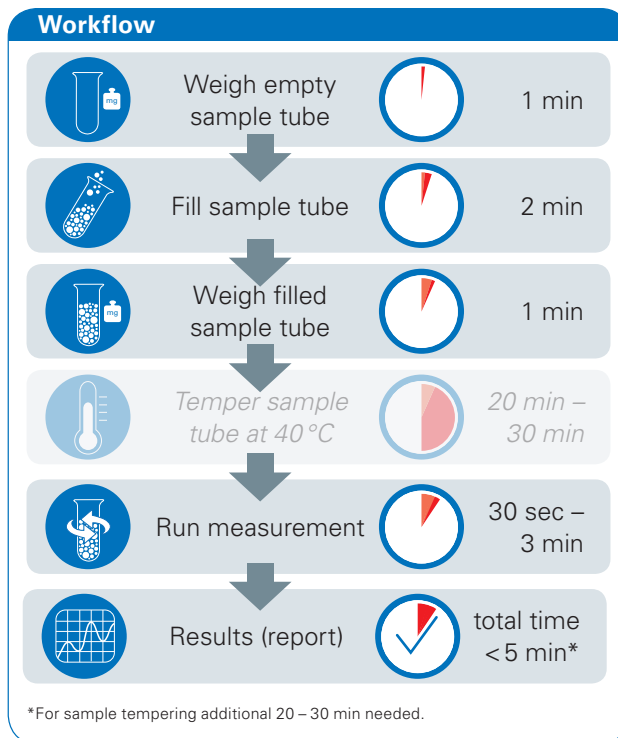 Workflow
mg
Weigh empty
sample tube
1 min
Fill sample tube
2 min
mg
Weigh filled
sample tube
1 min
Temper sample
tube at 40 °C
20 min –
30 min
Run measurement
30 sec –
3 min
Results (report)
total time
< 5 min*
*For sample tempering additional 20 – 30 min needed.